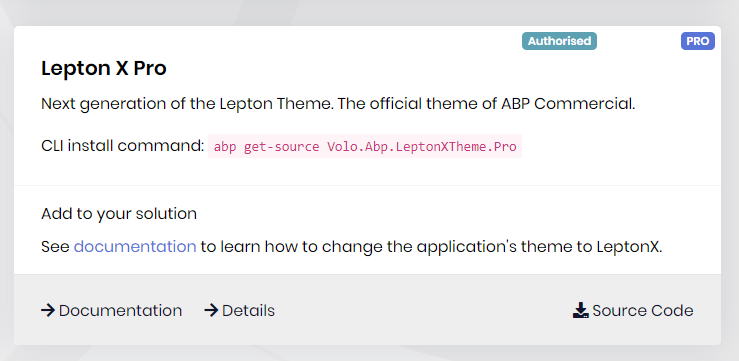 Authorised
PRO
Lepton X Pro
Next generation of the Lepton Theme. The official theme of ABP Commercial.
CLI install command: abp get-source Volo.Abp.LeptonXTheme.Pro
Add to your solution
See documentation to learn how to change the application's theme to LeptonX.
Documentation Details Source Code